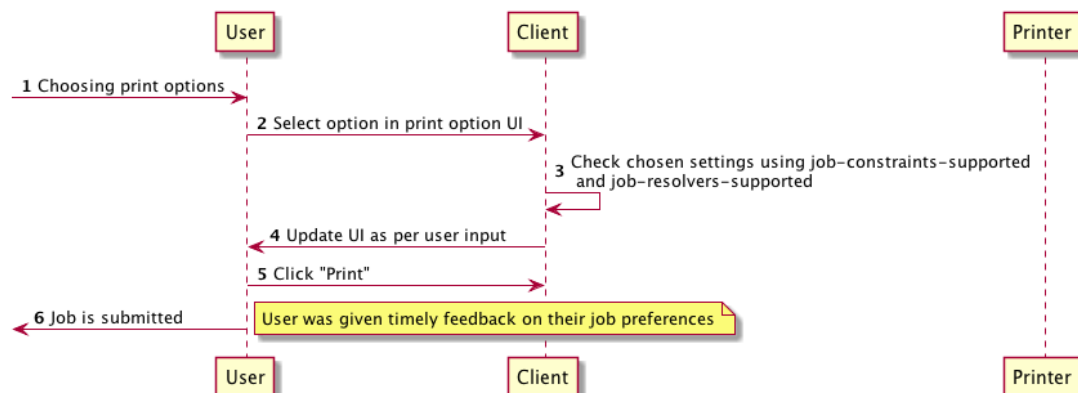 User Client Printer
1 Choosing print options
2 Select option in print option UI
3 Check chosen settings using job-constraints-supported
and job-resolvers-supported
4 Update UI as per user input
5 Click "Print"
6 Job is submitted User was given timely feedback on their job preferences
User Client Printer